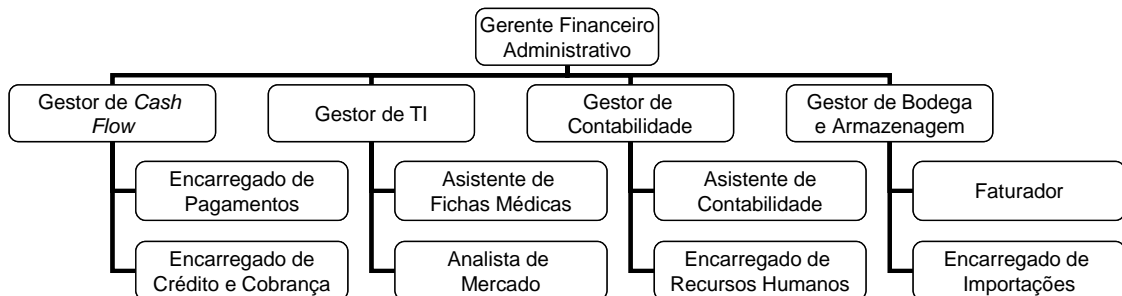 Gerente Financeiro
Administrativo
Gestor de Cash
Flow
Gestor de TI
Gestor de
Contabilidade
Gestor de Bodega
e Armazenagem
Encarregado de
Pagamentos
Asistente de
Fichas Médicas
Asistente de
Contabilidade
Faturador
Encarregado de
Crédito e Cobrança
Analista de
Mercado
Encarregado de
Recursos Humanos
Encarregado de
Importações